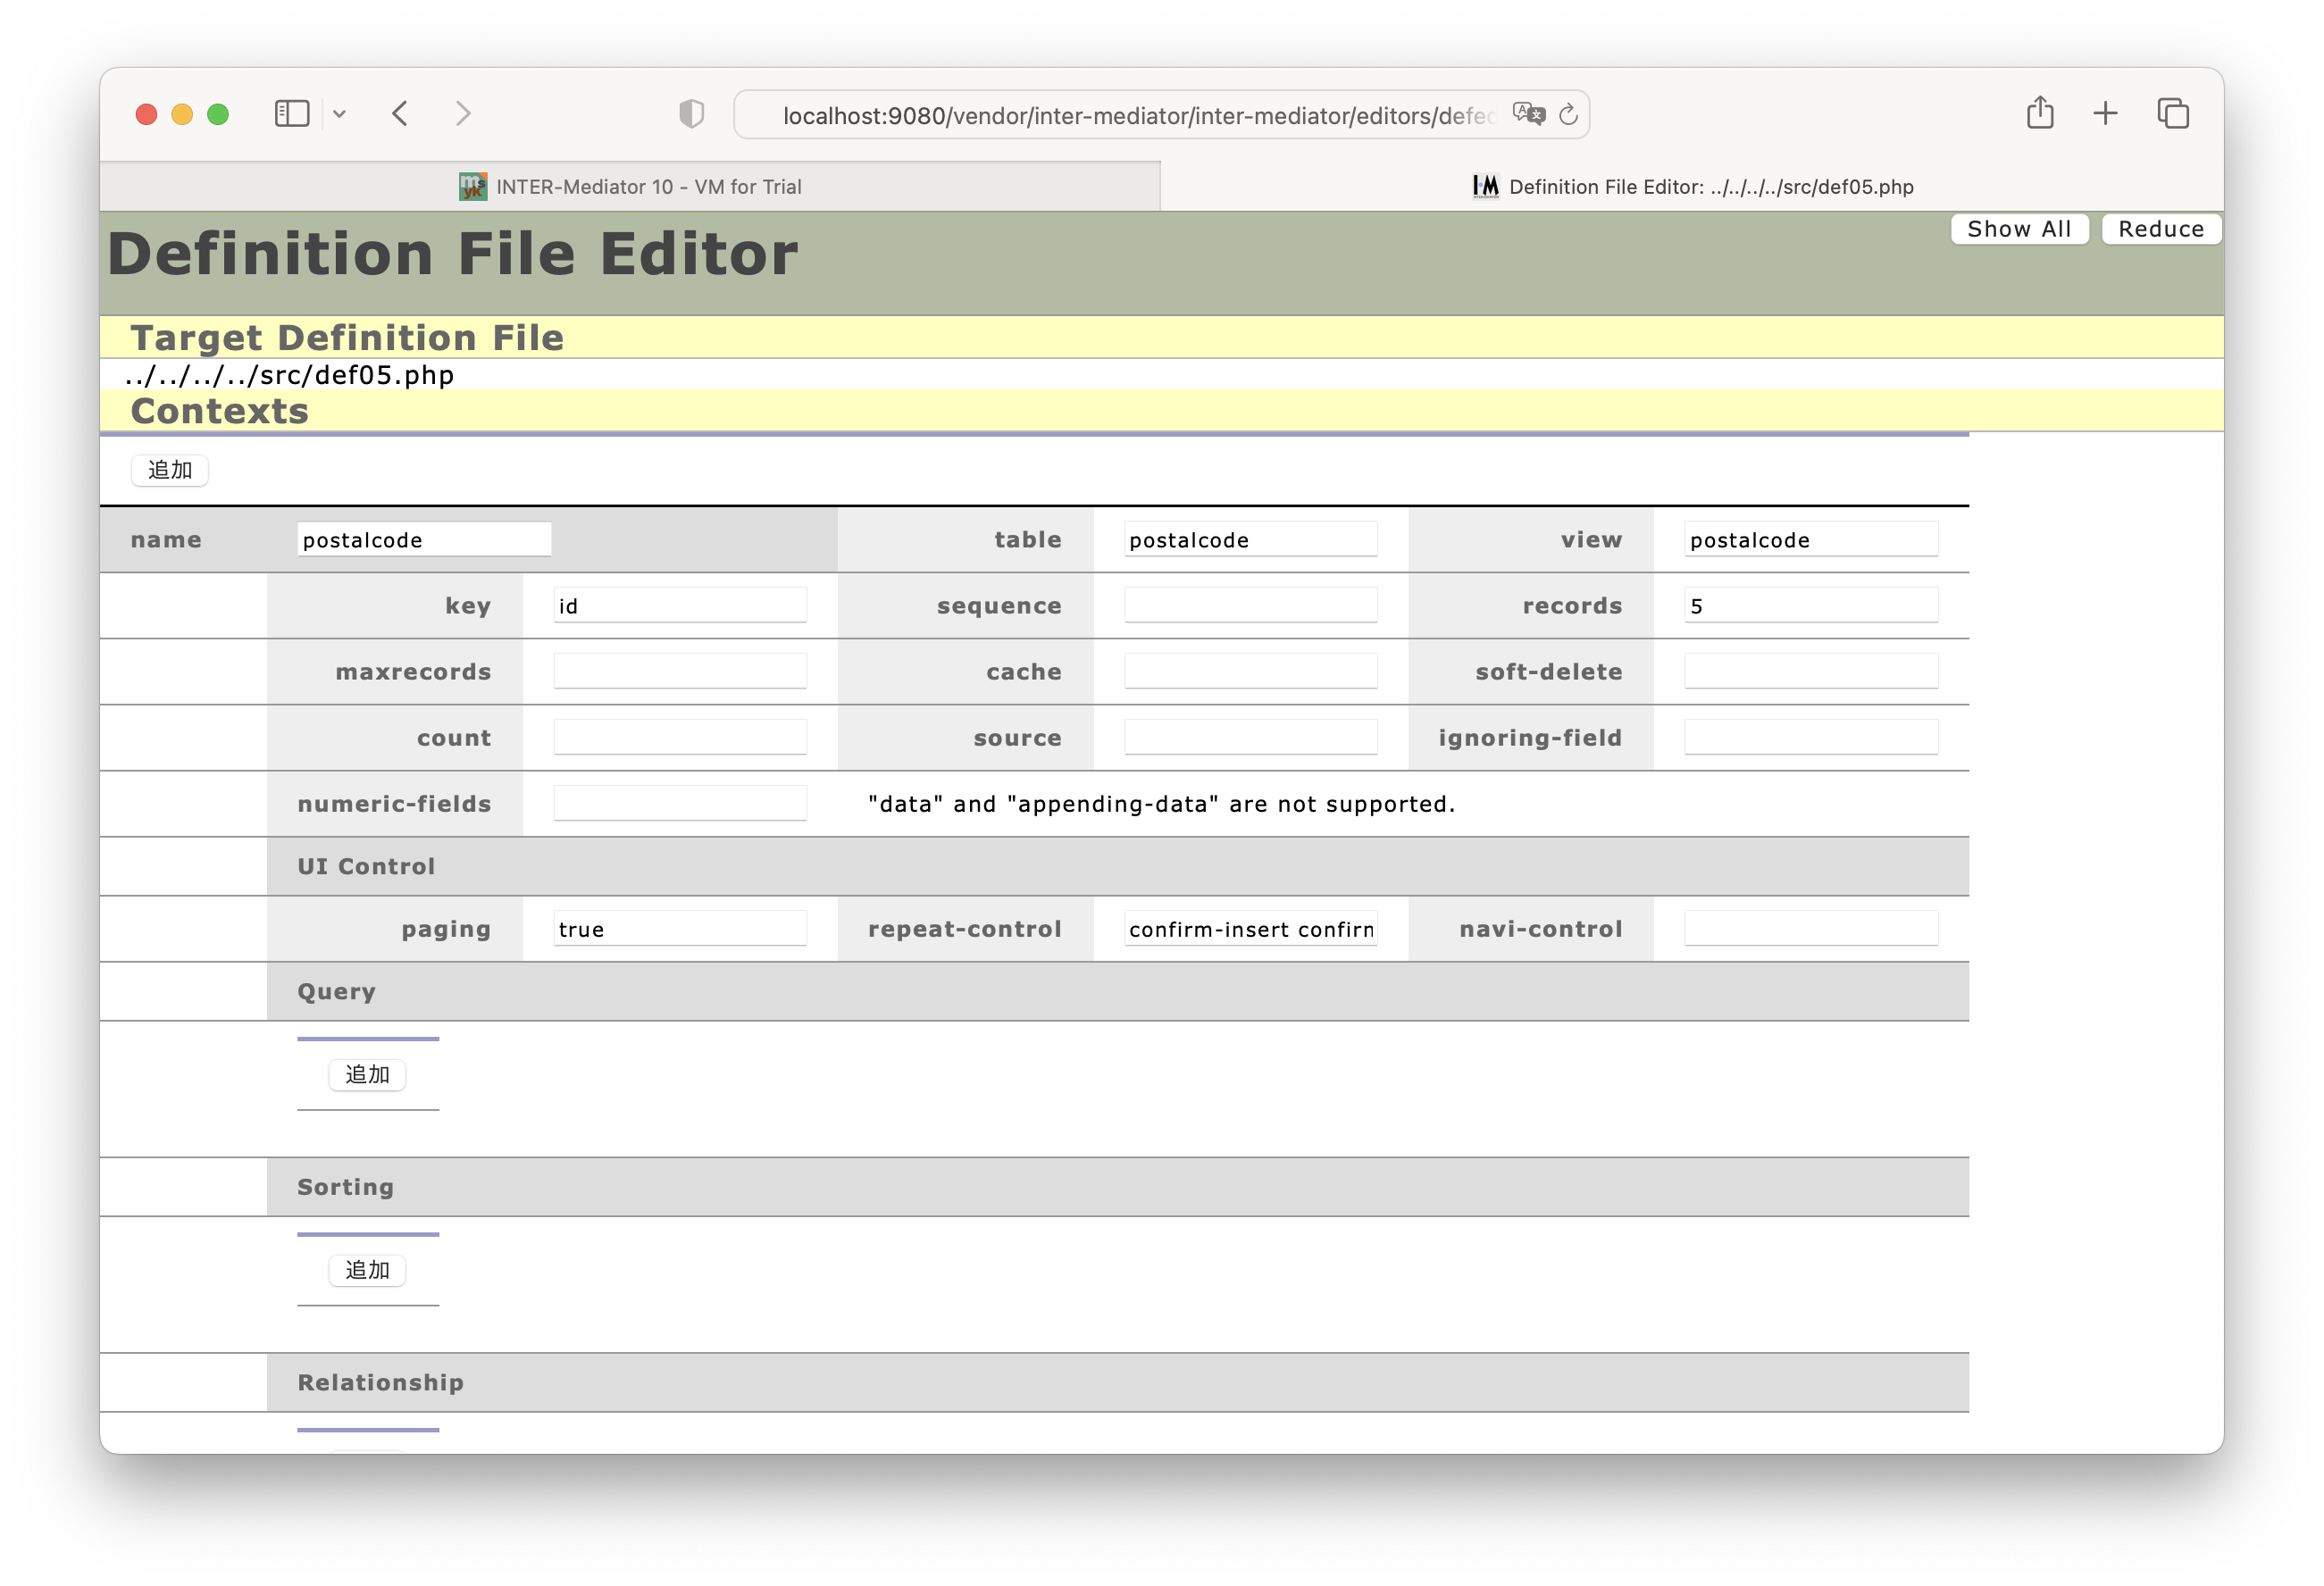 localhost:9080/vendor/inter-mediator/inter-mediator/editors/defe
INTER-Mediator 10 - VM for Trial
Definition File Editor: ../../../../src/def05.php
Definition File Editor
Show All Reduce
Target Definition File
../../../../src/def05.php
Contexts
追加
name postalcode table postalcode view postalcode
key id sequence records 5
maxrecords cache soft-delete
count source ignoring-field
numeric-fields "data" and "appending-data" are not supported.
UI Control
paging true repeat-control confirm-insert confirm navi-control
Query
追加
Sorting
追加
Relationship